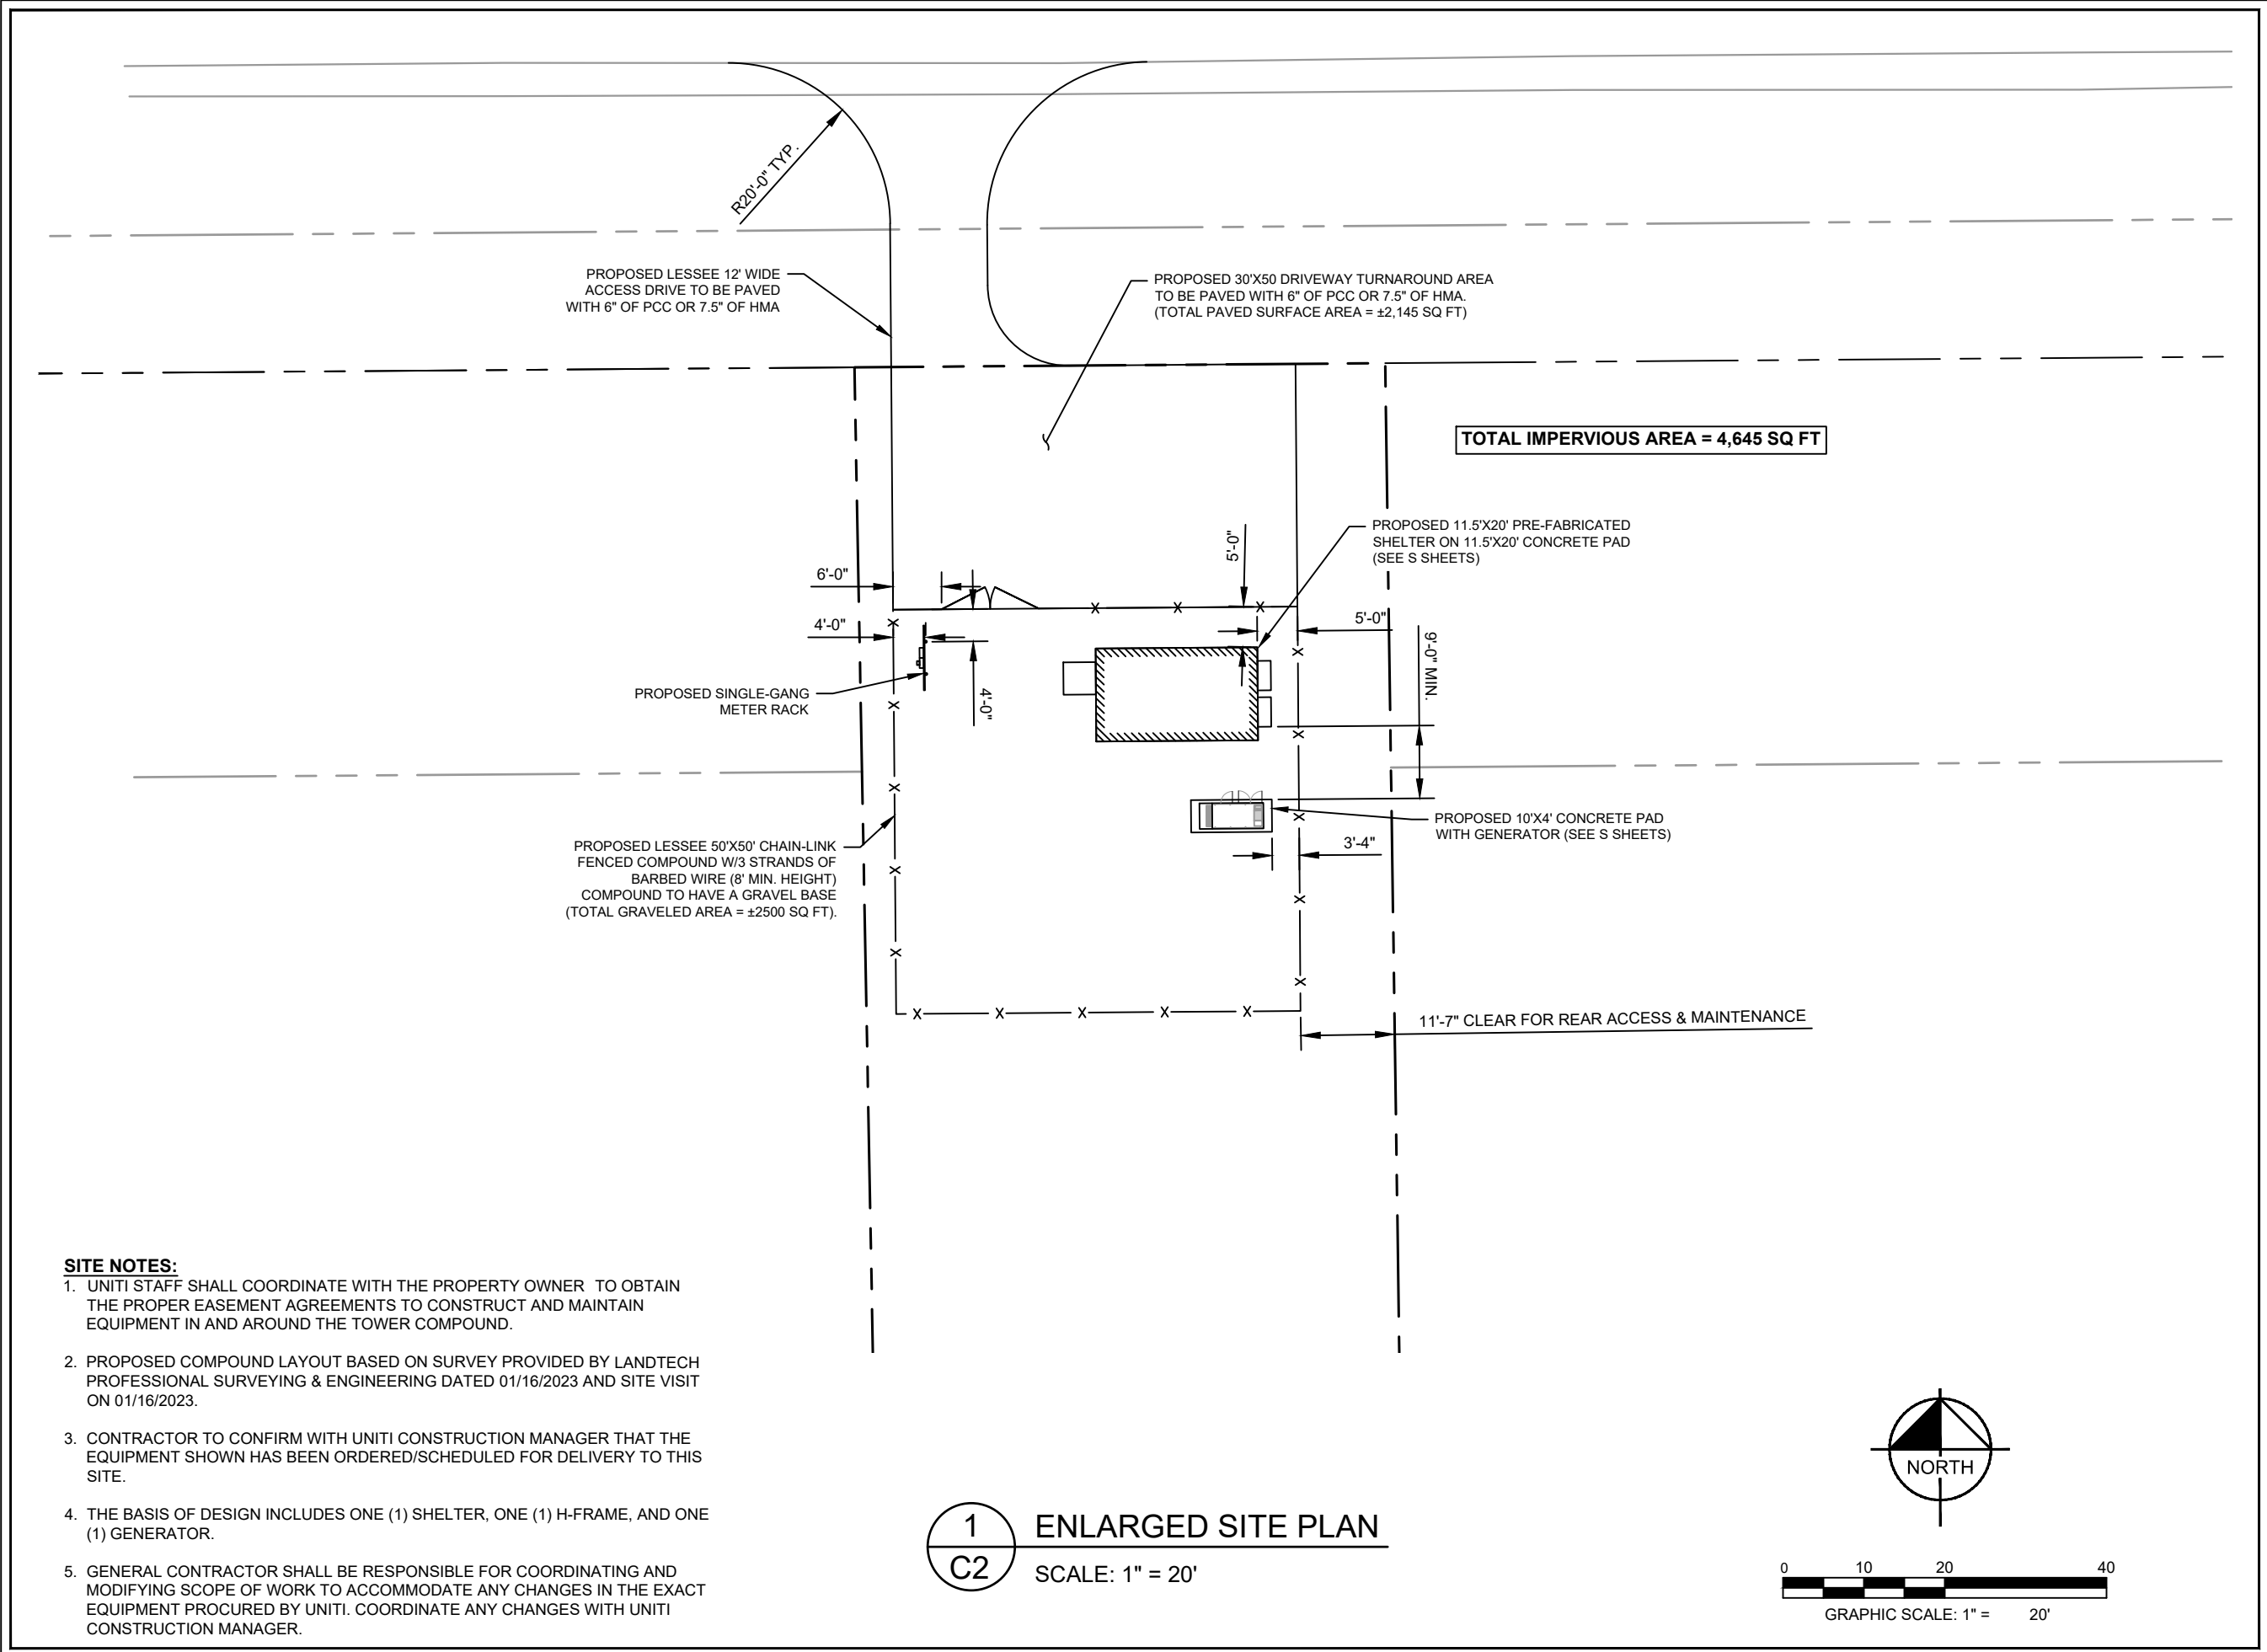 R20'-0" TYP.
PROPOSED LESSEE 12' WIDE
ACCESS DRIVE TO BE PAVED
WITH 6" OF PCC OR 7.5" OF HMA
PROPOSED 30'X50 DRIVEWAY TURNAROUND AREA
TO BE PAVED WITH 6" OF PCC OR 7.5" OF HMA.
(TOTAL PAVED SURFACE AREA = ±2,145 SQ FT)
TOTAL IMPERVIOUS AREA = 4,645 SQ FT
PROPOSED 11.5'X20' PRE-FABRICATED
SHELTER ON 11.5'X20' CONCRETE PAD
(SEE S SHEETS)
5'-0"
6'-0"
4'-0"
5'-0"
9'-0" MIN.
4'-0"
PROPOSED SINGLE-GANG
METER RACK
PROPOSED 10'X4' CONCRETE PAD
WITH GENERATOR (SEE S SHEETS)
3'-4"
PROPOSED LESSEE 50'X50' CHAIN-LINK
FENCED COMPOUND W/3 STRANDS OF
BARBED WIRE (8' MIN. HEIGHT)
COMPOUND TO HAVE A GRAVEL BASE
(TOTAL GRAVELED AREA = ±2500 SQ FT).
11'-7" CLEAR FOR REAR ACCESS & MAINTENANCE
SITE NOTES:
1. UNITI STAFF SHALL COORDINATE WITH THE PROPERTY OWNER TO OBTAIN
THE PROPER EASEMENT AGREEMENTS TO CONSTRUCT AND MAINTAIN
EQUIPMENT IN AND AROUND THE TOWER COMPOUND.
2. PROPOSED COMPOUND LAYOUT BASED ON SURVEY PROVIDED BY LANDTECH
PROFESSIONAL SURVEYING & ENGINEERING DATED 01/16/2023 AND SITE VISIT
ON 01/16/2023.
3. CONTRACTOR TO CONFIRM WITH UNITI CONSTRUCTION MANAGER THAT THE
EQUIPMENT SHOWN HAS BEEN ORDERED/SCHEDULED FOR DELIVERY TO THIS
SITE.
4. THE BASIS OF DESIGN INCLUDES ONE (1) SHELTER, ONE (1) H-FRAME, AND ONE
(1) GENERATOR.
5. GENERAL CONTRACTOR SHALL BE RESPONSIBLE FOR COORDINATING AND
MODIFYING SCOPE OF WORK TO ACCOMMODATE ANY CHANGES IN THE EXACT
EQUIPMENT PROCURED BY UNITI. COORDINATE ANY CHANGES WITH UNITI
CONSTRUCTION MANAGER.
1
C2
ENLARGED SITE PLAN
SCALE: 1" = 20'
NORTH
0 10 20 40
GRAPHIC SCALE: 1" = 20'